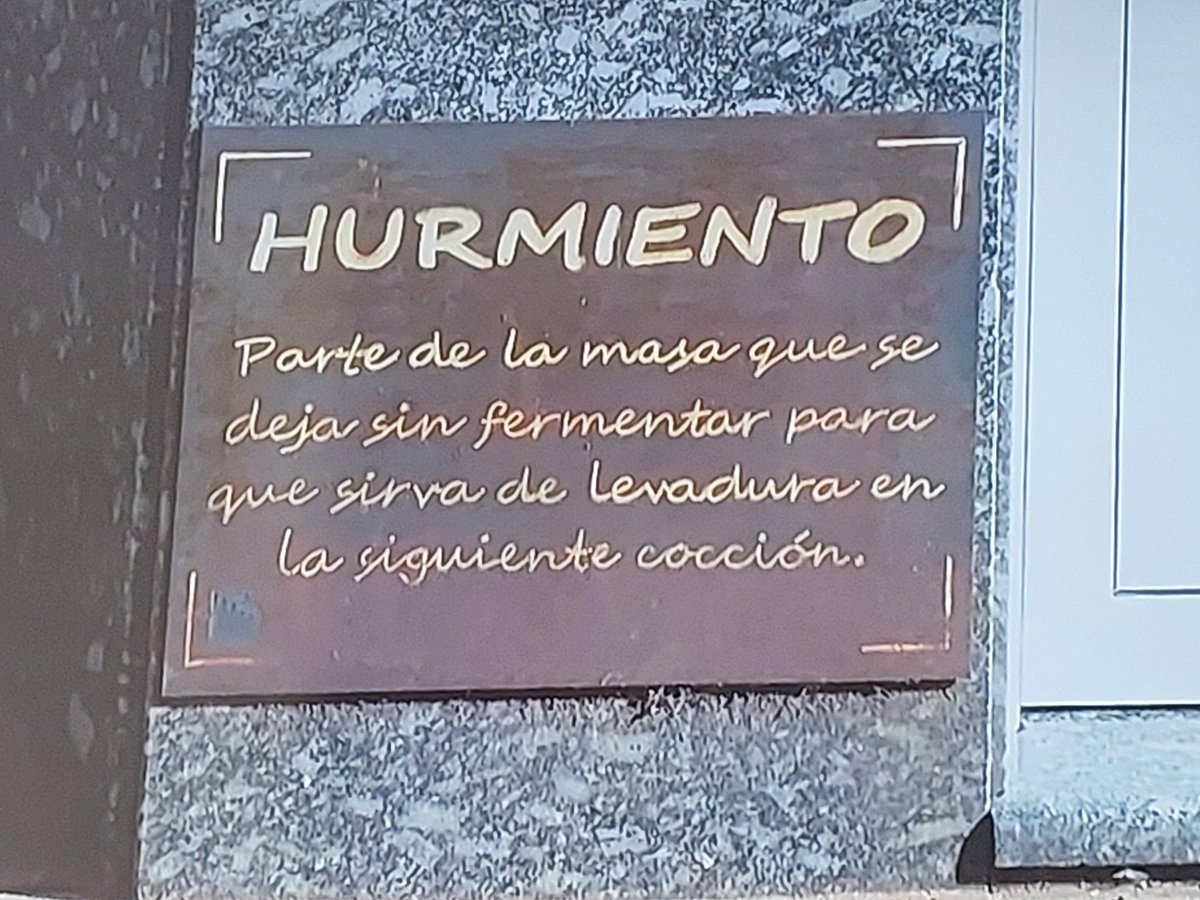 HURMIENTO
Parte de la masa que se
deja sin fermentar para
que sirva de levadura en
la siguiente cocción.